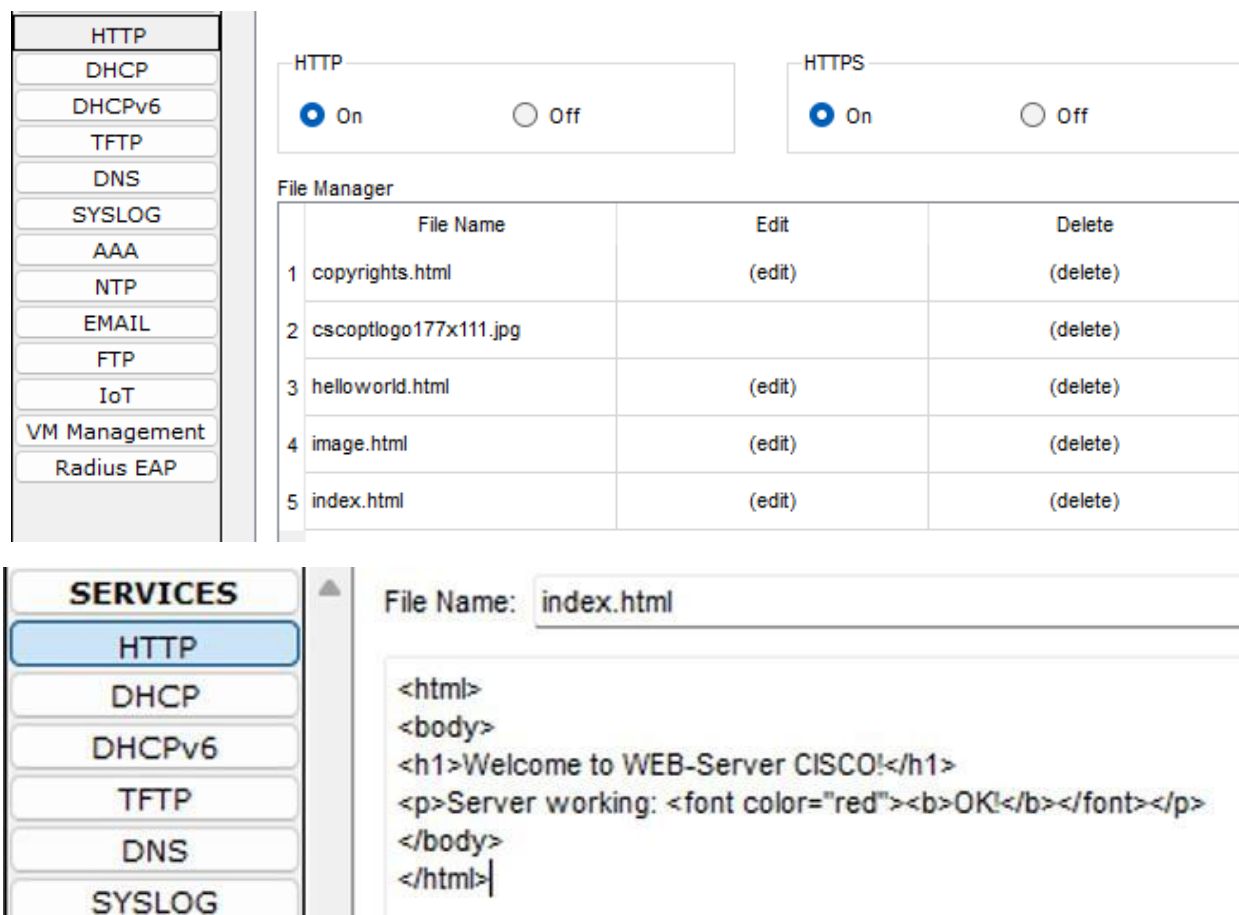 HTTP
DHCP
DHCPv6
TFTP
DNS
SYSLOG
AAA
NTP
EMAIL
FTP
IoT
VM Management
Radius EAP
HTTP
On Off
HTTPS
On Off
File Manager
File Name Edit Delete
1 copyrights.html (edit) (delete)
2 cscoptlogo177x111.jpg (delete)
3 helloworld.html (edit) (delete)
4 image.html (edit) (delete)
5 index.html (edit) (delete)
SERVICES
HTTP
DHCP
DHCPv6
TFTP
DNS
SYSLOG
File Name: index.html
<html>
<body>
<h1>Welcome to WEB-Server CISCO!</h1>
<p>Server working: <font color="red"><b>OK!</b></font></p>
</body>
</html>